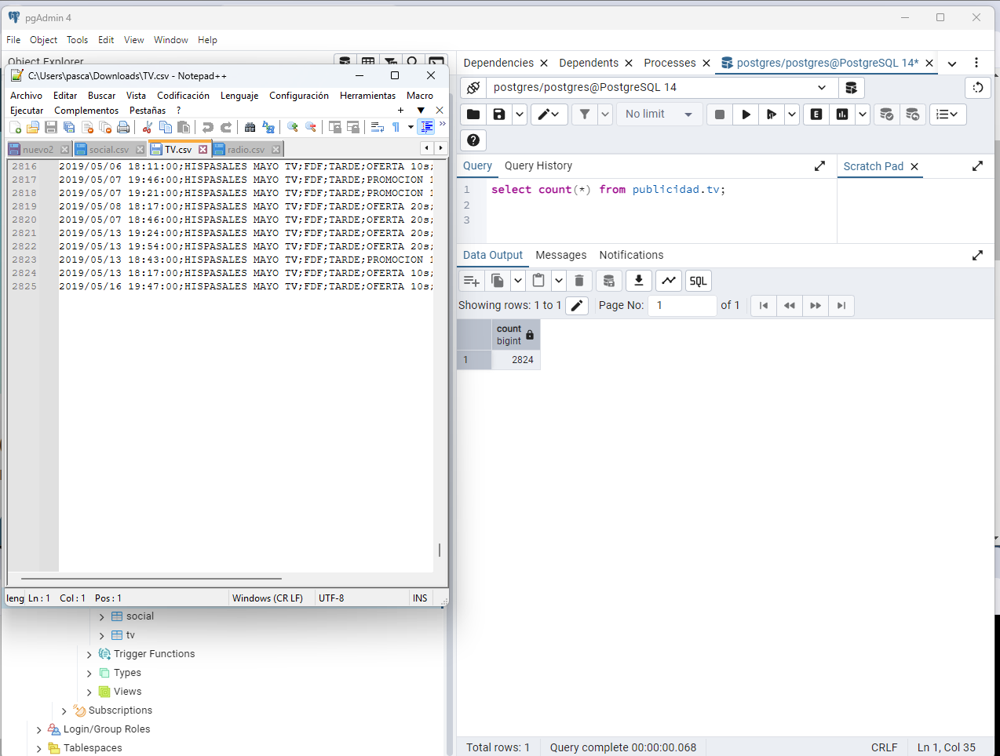 pgAdmin 4
File Object Tools Edit View Window Help
Object Explorer
Dependencies Dependents Processes postgres/postgres@PostgreSQL 14*
postgres/postgres@PostgreSQL 14
No limit
Query Query History
Scratch Pad
1 select count(*) from publicidad.tv;
2
3
Data Output Messages Notifications
SQL
Showing rows: 1 to 1 Page No: 1 of 1
count
bigint
1 2824
Total rows: 1 Query complete 00:00:00.068 CRLF Ln 1, Col 35
C:\Users\pasca\Downloads\TV.csv - Notepad++
Archivo Editar Buscar Vista Codificación Lenguaje Configuración Herramientas Macro
Ejecutar Complementos Pestañas ? + ▼ X
nuevo2 social.csv TV.csv radio.csv
2816 2019/05/06 18:11:00;HISPASALES MAYO TV;FDF;TARDE;OFERTA 10s;
2817 2019/05/07 19:46:00;HISPASALES MAYO TV;FDF;TARDE;PROMOCION 1
2818 2019/05/07 19:21:00;HISPASALES MAYO TV;FDF;TARDE;PROMOCION 1
2819 2019/05/08 18:17:00;HISPASALES MAYO TV;FDF;TARDE;OFERTA 20s;
2820 2019/05/07 18:46:00;HISPASALES MAYO TV;FDF;TARDE;OFERTA 20s;
2821 2019/05/13 19:24:00;HISPASALES MAYO TV;FDF;TARDE;OFERTA 20s;
2822 2019/05/13 19:54:00;HISPASALES MAYO TV;FDF;TARDE;OFERTA 20s;
2823 2019/05/13 18:43:00;HISPASALES MAYO TV;FDF;TARDE;PROMOCION 1
2824 2019/05/13 18:17:00;HISPASALES MAYO TV;FDF;TARDE;OFERTA 10s;
2825 2019/05/16 19:47:00;HISPASALES MAYO TV;FDF;TARDE;OFERTA 10s;
leng Ln : 1 Col : 1 Pos : 1 Windows (CR LF) UTF-8 INS
social
tv
Trigger Functions
Types
Views
Subscriptions
Login/Group Roles
Tablespaces